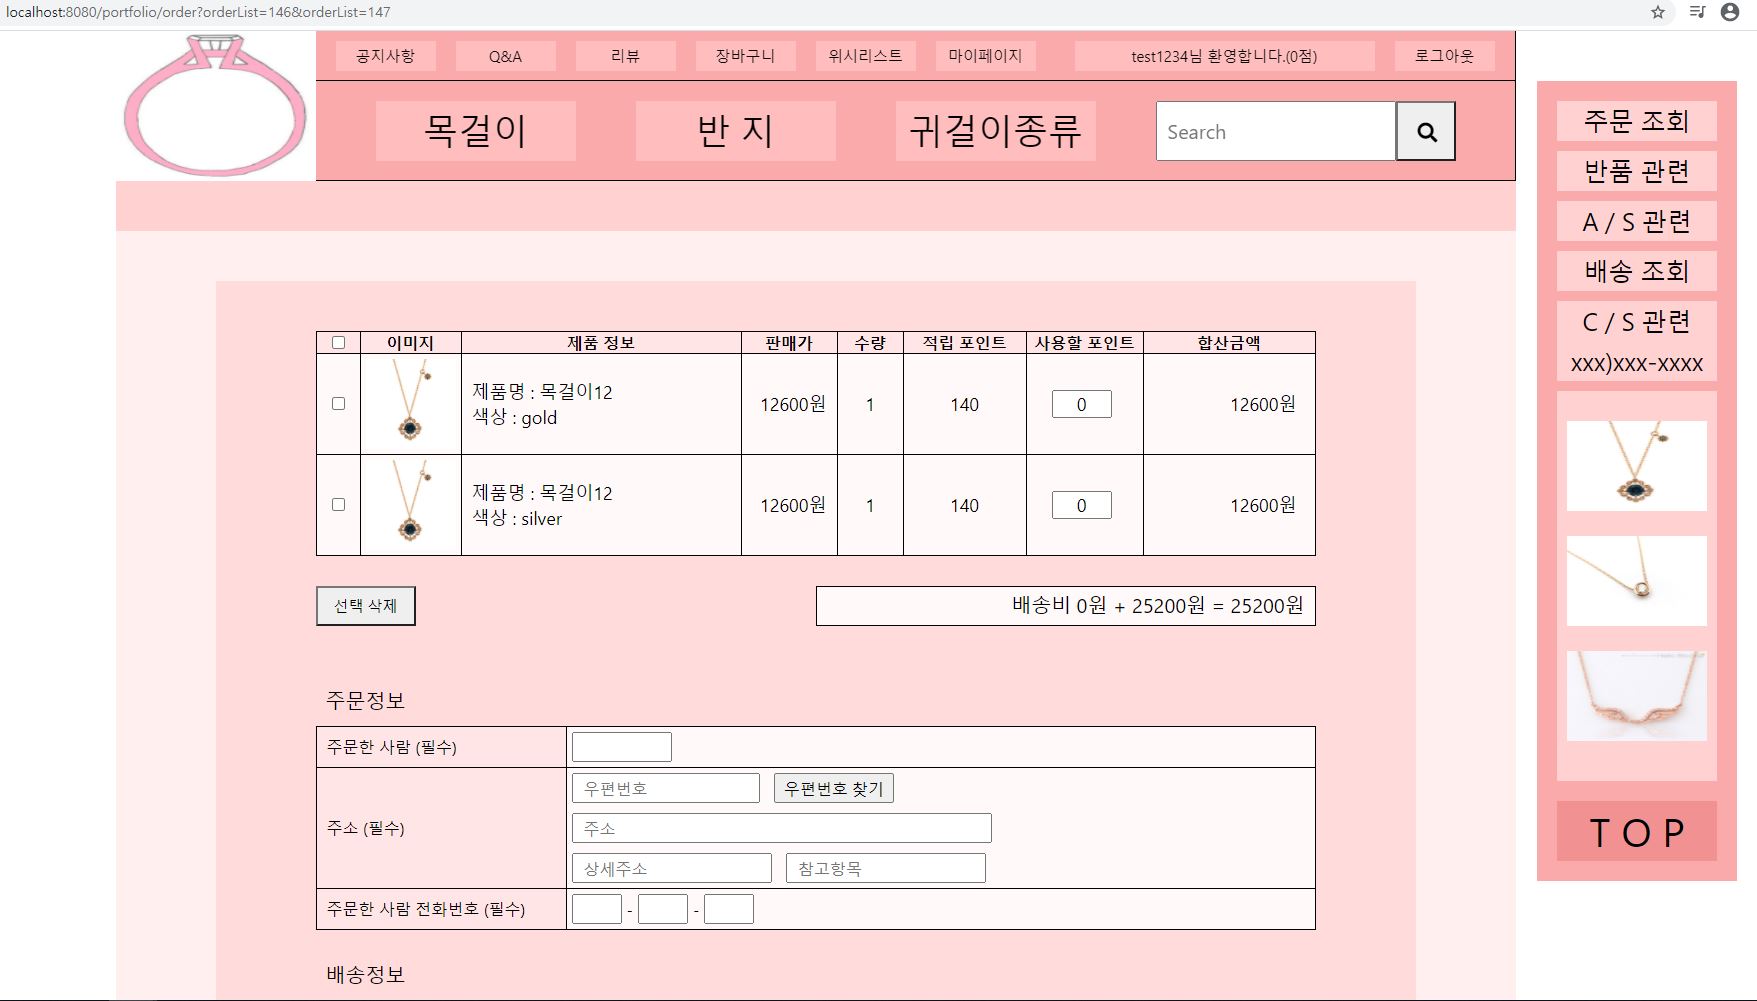 localhost:8080/portfolio/order?orderList=146&orderList=147
공지사항 Q&A 리뷰 장바구니 위시리스트 마이페이지 test1234님 환영합니다.(0점) 로그아웃
목걸이 반 지 귀걸이종류 Search
이미지 제품 정보 판매가 수량 적립 포인트 사용할 포인트 합산금액
제품명 : 목걸이12
색상 : gold
12600원 1 140 0 12600원
제품명 : 목걸이12
색상 : silver
12600원 1 140 0 12600원
선택 삭제 배송비 0원 + 25200원 = 25200원
주문정보
주문한 사람 (필수)
주소 (필수)
우편번호 우편번호 찾기
주소
상세주소 참고항목
주문한 사람 전화번호 (필수) - -
배송정보
주문 조회
반품 관련
A / S 관련
배송 조회
C / S 관련
xxx)xxx-xxxx
T O P